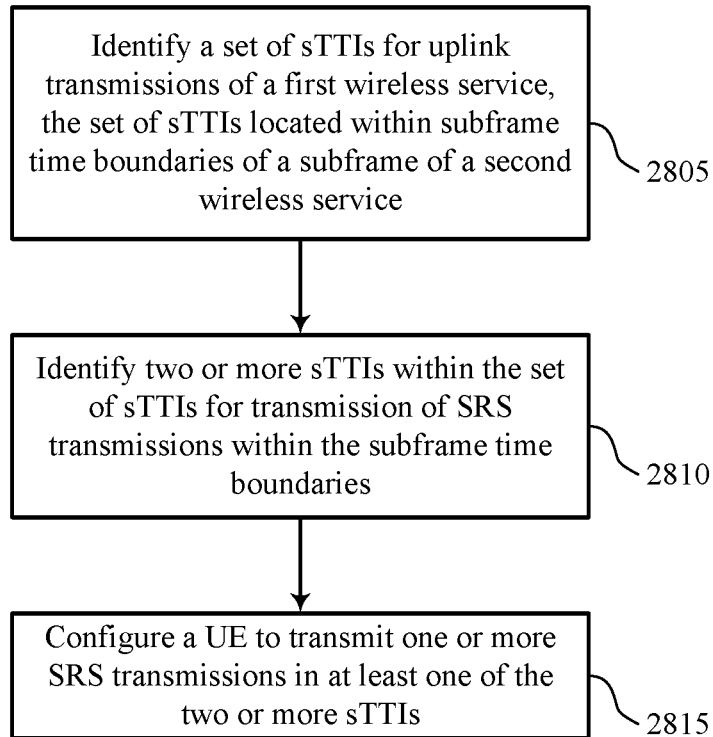 Identify a set of sTTIs for uplink
transmissions of a first wireless service,
the set of sTTIs located within subframe
time boundaries of a subframe of a second
wireless service
2805
Identify two or more sTTIs within the set
of sTTIs for transmission of SRS
transmissions within the subframe time
boundaries
2810
Configure a UE to transmit one or more
SRS transmissions in at least one of the
two or more sTTIs
2815